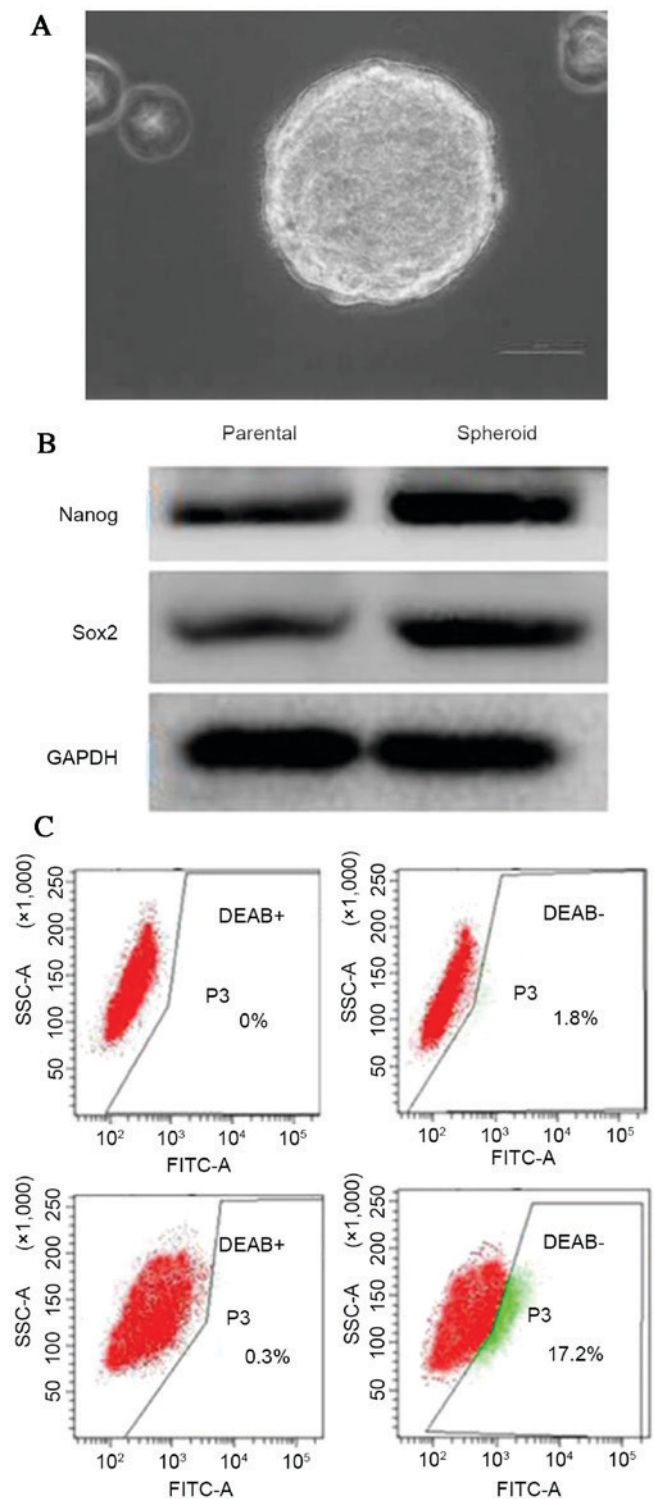 A
B
Parental Spheroid
Nanog
Sox2
GAPDH
C
SSC-A (×1,000)
250
200
150
100
50
DEAB+
P3
0%
10² 10³ 10⁴ 10⁵
FITC-A
SSC-A (×1,000)
250
200
150
100
50
DEAB-
P3
1.8%
10² 10³ 10⁴ 10⁵
FITC-A
SSC-A (×1,000)
250
200
150
100
50
DEAB+
P3
0.3%
10² 10³ 10⁴ 10⁵
FITC-A
SSC-A (×1,000)
250
200
150
100
50
DEAB-
P3
17.2%
10² 10³ 10⁴ 10⁵
FITC-A